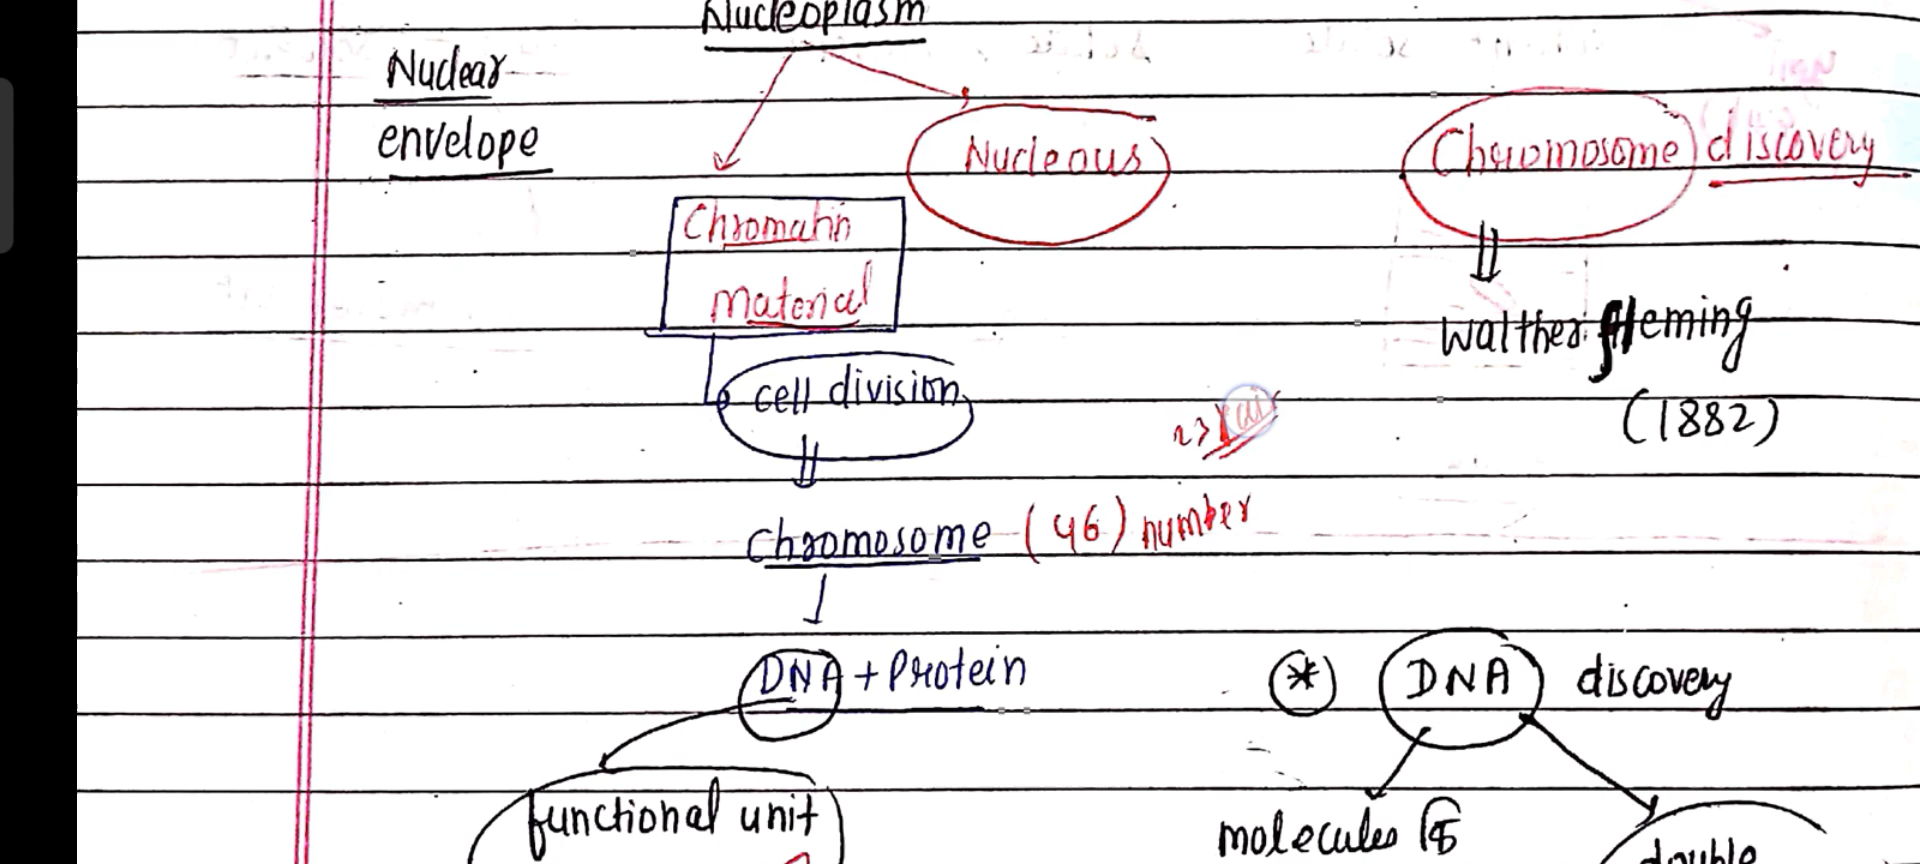 Nucleoplasm
Nuclear
envelope
Nucleous
Chromosome discovery
Chromatin
material
Walther fleming
(1882)
cell division
23 Pair
chromosome (46) number
DNA + Protein
* DNA discovery
functional unit
molecules
double